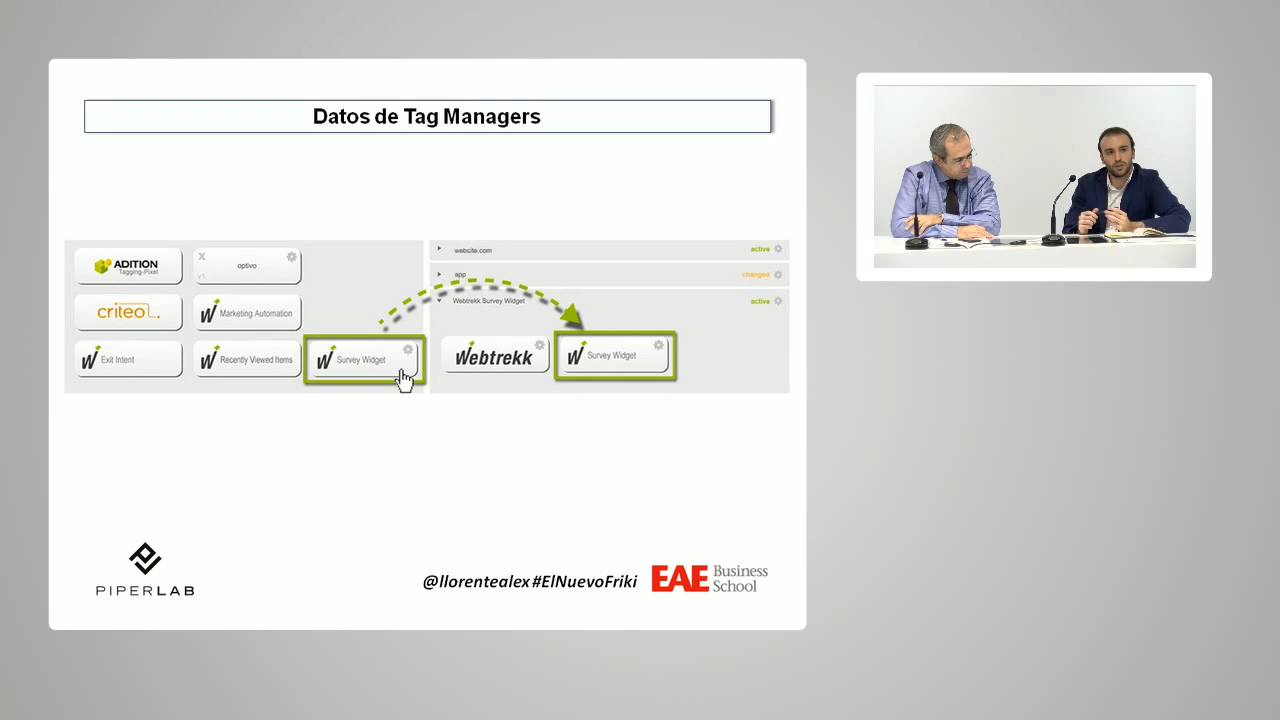 Datos de Tag Managers
ADITION
Tagging-Pixel
X
optivo
v1
criteo.
Marketing Automation
Exit Intent
Recently Viewed Items
Survey Widget
website.com
active
app
changed
Webtrekk Survey Widget
active
Webtrekk
Survey Widget
PIPERLAB
@llorentealex #ElNuevoFriki
EAE Business
School